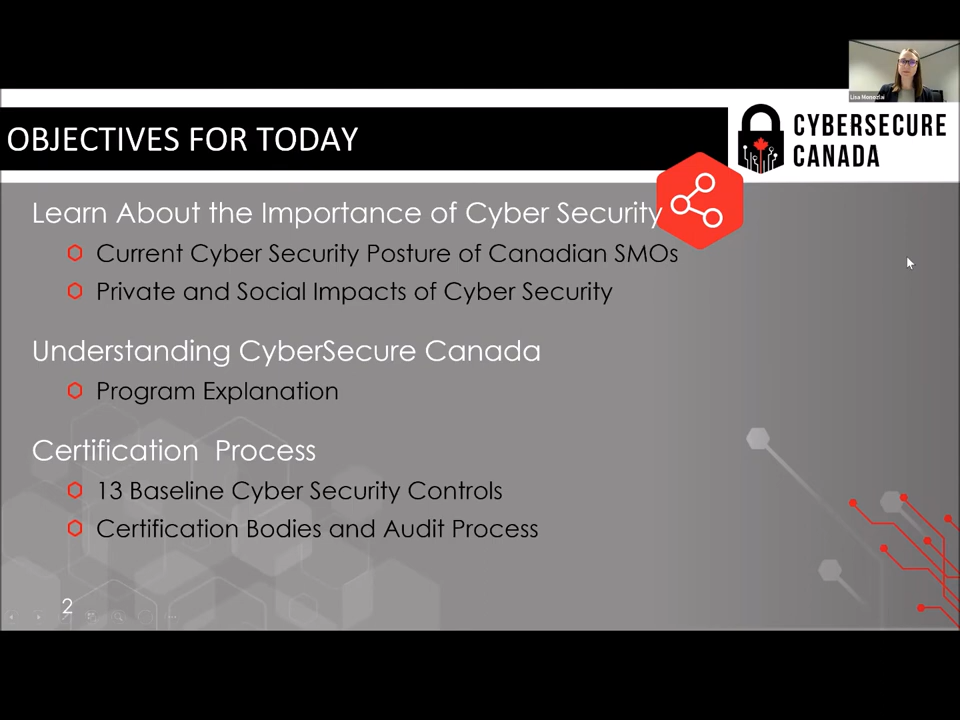 Lisa
OBJECTIVES FOR TODAY
CYBERSECURE
CANADA
Learn About the Importance of Cyber Security
Current Cyber Security Posture of Canadian SMOs
Private and Social Impacts of Cyber Security
Understanding CyberSecure Canada
Program Explanation
Certification  Process
13 Baseline Cyber Security Controls
Certification Bodies and Audit Process
2